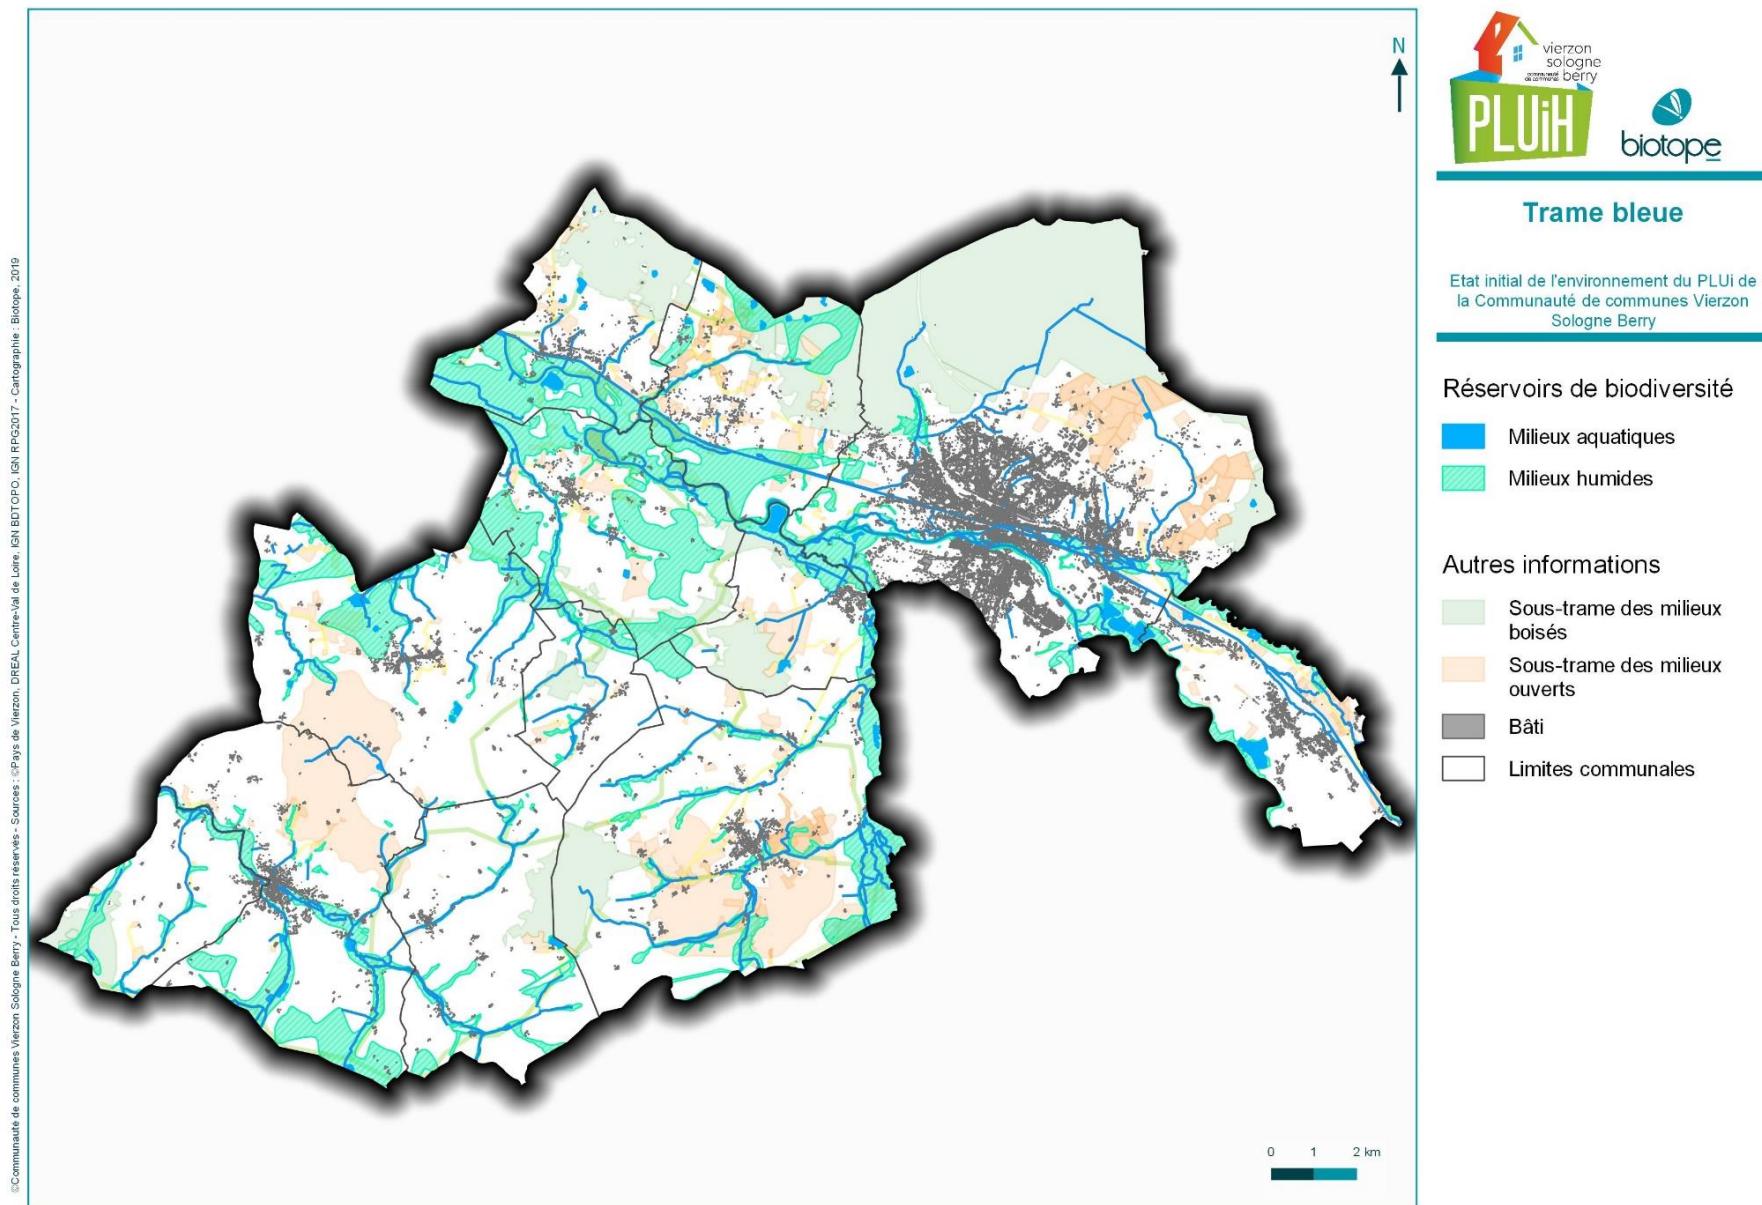 ©Communauté de communes Vierzon Sologne Berry - Tous droits réservés - Sources : ©Pays de Vierzon, DREAL Centre-Val de Loire, IGN BDTOPO, IGN RPG2017 - Cartographie : Biotope, 2019
N
0 1 2 km
vierzon
sologne
communauté
de communes berry
PLUiH
biotope
Trame bleue
Etat initial de l'environnement du PLUi de
la Communauté de communes Vierzon
Sologne Berry
Réservoirs de biodiversité
Milieux aquatiques
Milieux humides
Autres informations
Sous-trame des milieux
boisés
Sous-trame des milieux
ouverts
Bâti
Limites communales